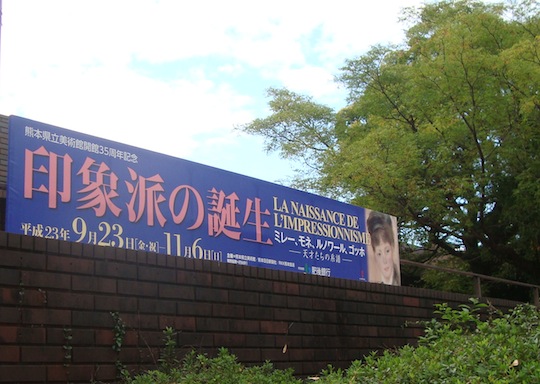 熊本県立美術館開館35周年記念
印象派の誕生
平成23年9月23日[金・祝]―11月6日[日]
LA NAISSANCE DE
L'IMPRESSIONNISME
ミレー、モネ、ルノワール、ゴッホ
―天才たちの系譜―
肥後銀行